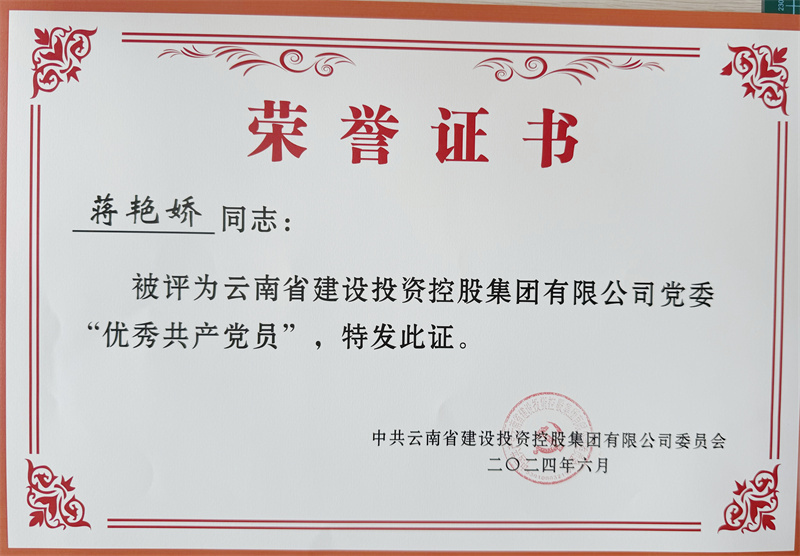 荣誉证书
蒋艳娇 同志：
被评为云南省建设投资控股集团有限公司党委
“优秀共产党员”，特发此证。
中共云南省建设投资控股集团有限公司委员会
二〇二四年六月